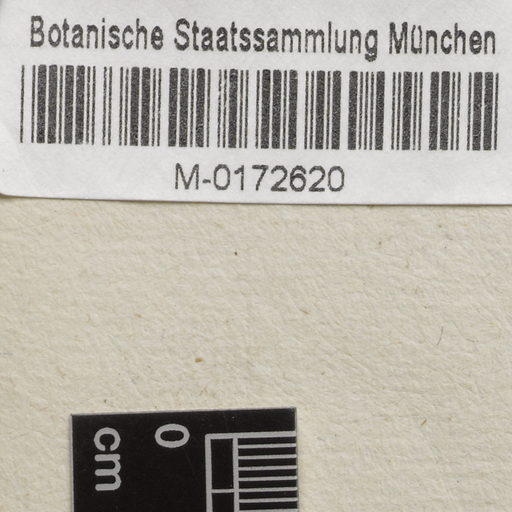 Botanische Staatssammlung München
M-0172620
0
cm